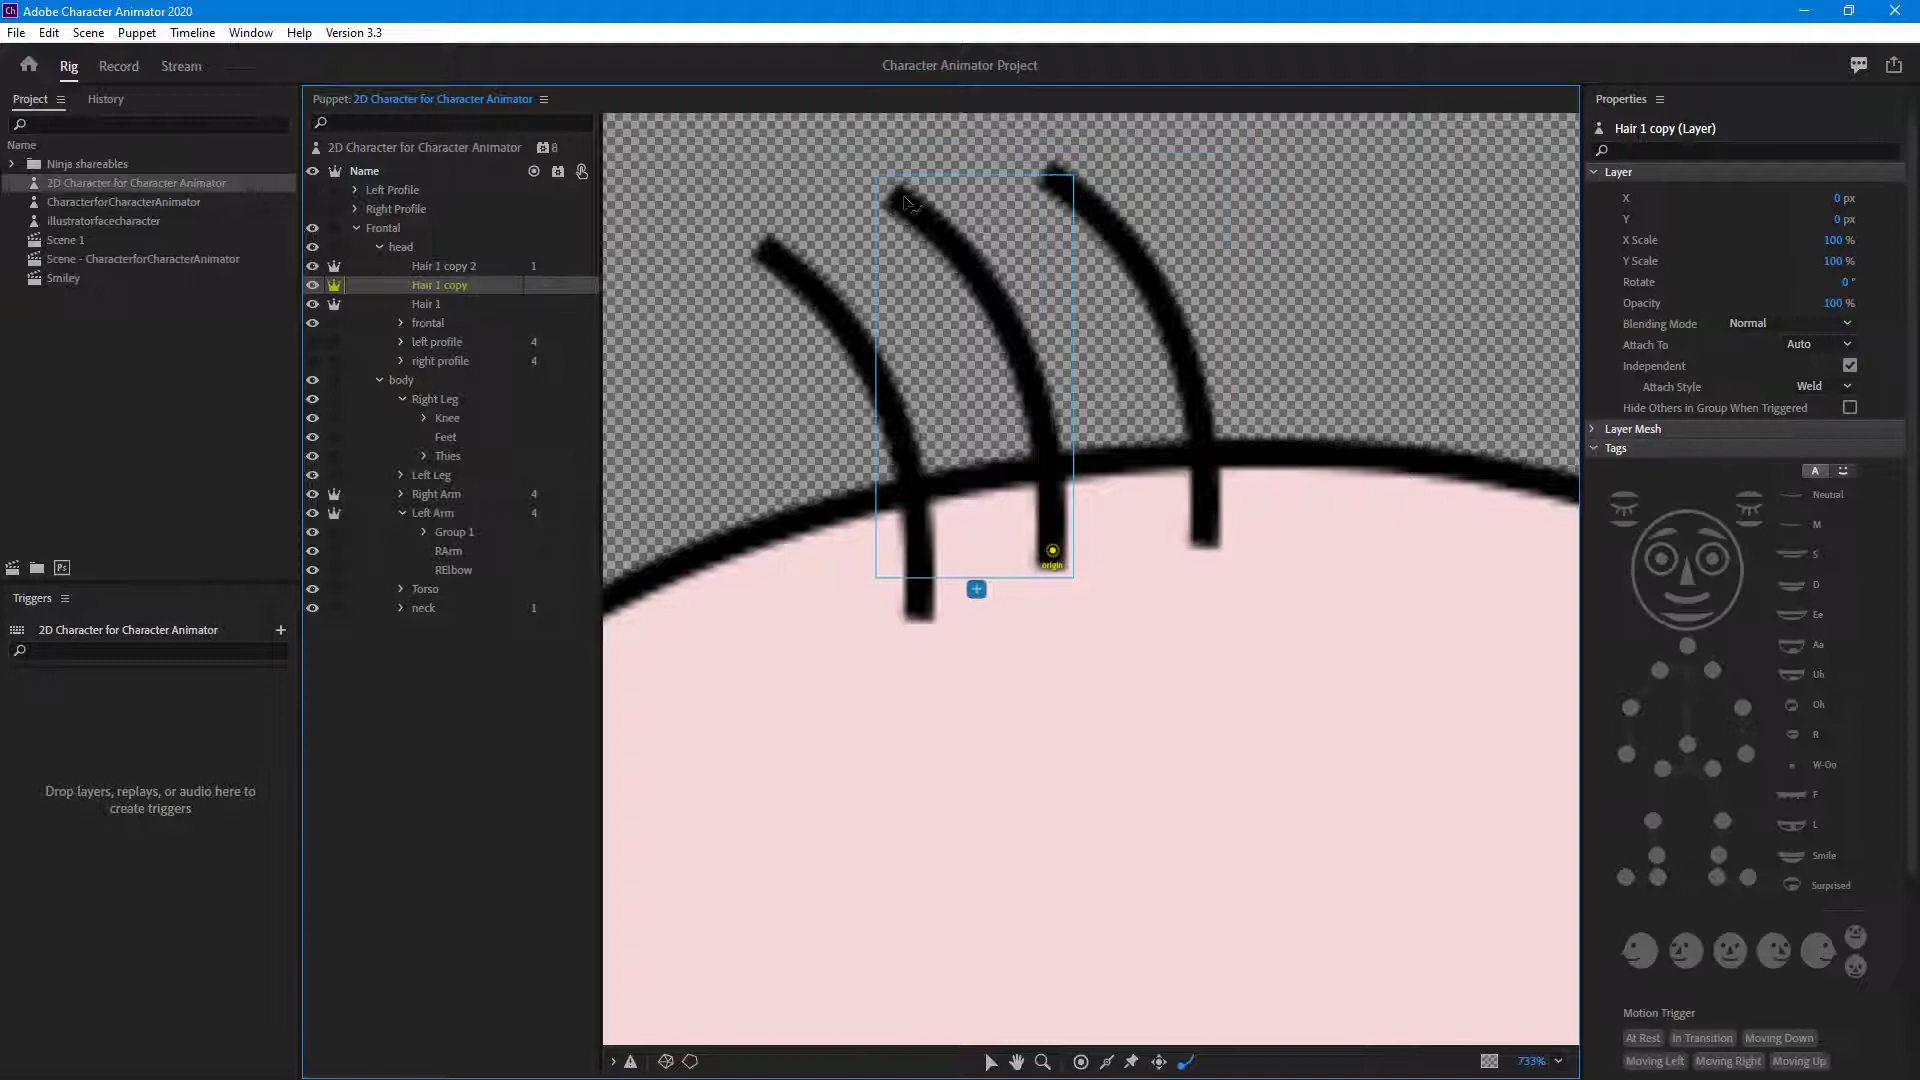 Ch Adobe Character Animator 2020
File Edit Scene Puppet Timeline Window Help Version 3.3
Rig Record Stream
Character Animator Project
Project History
Name
Ninja shareables
2D Character for Character Animator
CharacterforCharacterAnimator
illustratorfacecharacter
Scene 1
Scene - CharacterforCharacterAnimator
Smiley
Ps
Triggers
2D Character for Character Animator +
Drop layers, replays, or audio here to
create triggers
Puppet: 2D Character for Character Animator
2D Character for Character Animator 8
Name
Left Profile
Right Profile
Frontal
head
Hair 1 copy 2 1
Hair 1 copy
Hair 1
frontal
left profile 4
right profile 4
body
Right Leg
Knee
Feet
Thies
Left Leg
Right Arm 4
Left Arm 4
Group 1
RArm
RElbow
Torso
neck 1
origin
733%
Properties
Hair 1 copy (Layer)
Layer
X 0 px
Y 0 px
X Scale 100 %
Y Scale 100 %
Rotate 0 °
Opacity 100 %
Blending Mode Normal
Attach To Auto
Independent
Attach Style Weld
Hide Others in Group When Triggered
Layer Mesh
Tags
A
Neutral
M
S
D
Ee
Aa
Uh
Oh
R
W-Oo
F
L
Smile
Surprised
Motion Trigger
At Rest In Transition Moving Down
Moving Left Moving Right Moving Up